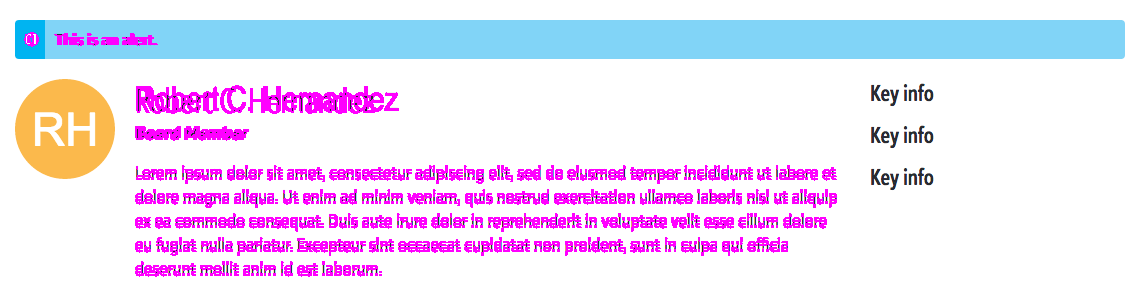 This is an alert.
RH
Robert C. Hernandez
Board Member
Lorem ipsum dolor sit amet, consectetur adipiscing elit, sed do eiusmod tempor incididunt ut labore et
dolore magna aliqua. Ut enim ad minim veniam, quis nostrud exercitation ullamco laboris nisi ut aliquip
ex ea commodo consequat. Duis aute irure dolor in reprehenderit in voluptate velit esse cillum dolore
eu fugiat nulla pariatur. Excepteur sint occaecat cupidatat non proident, sunt in culpa qui officia
deserunt mollit anim id est laborum.
Key info
Key info
Key info